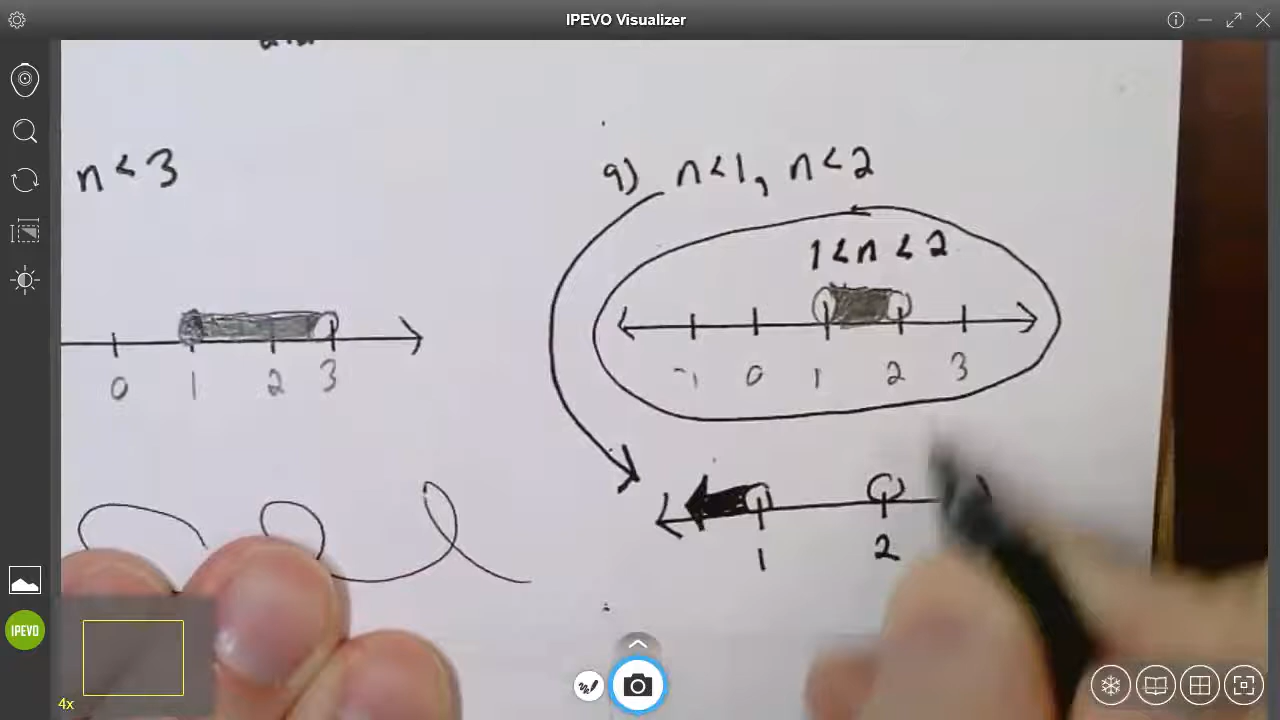 IPEVO Visualizer
n < 3
0 1 2 3
9) n < 1, n < 2
1 < n < 2
-1 0 1 2 3
1 2
IPEVO
4x